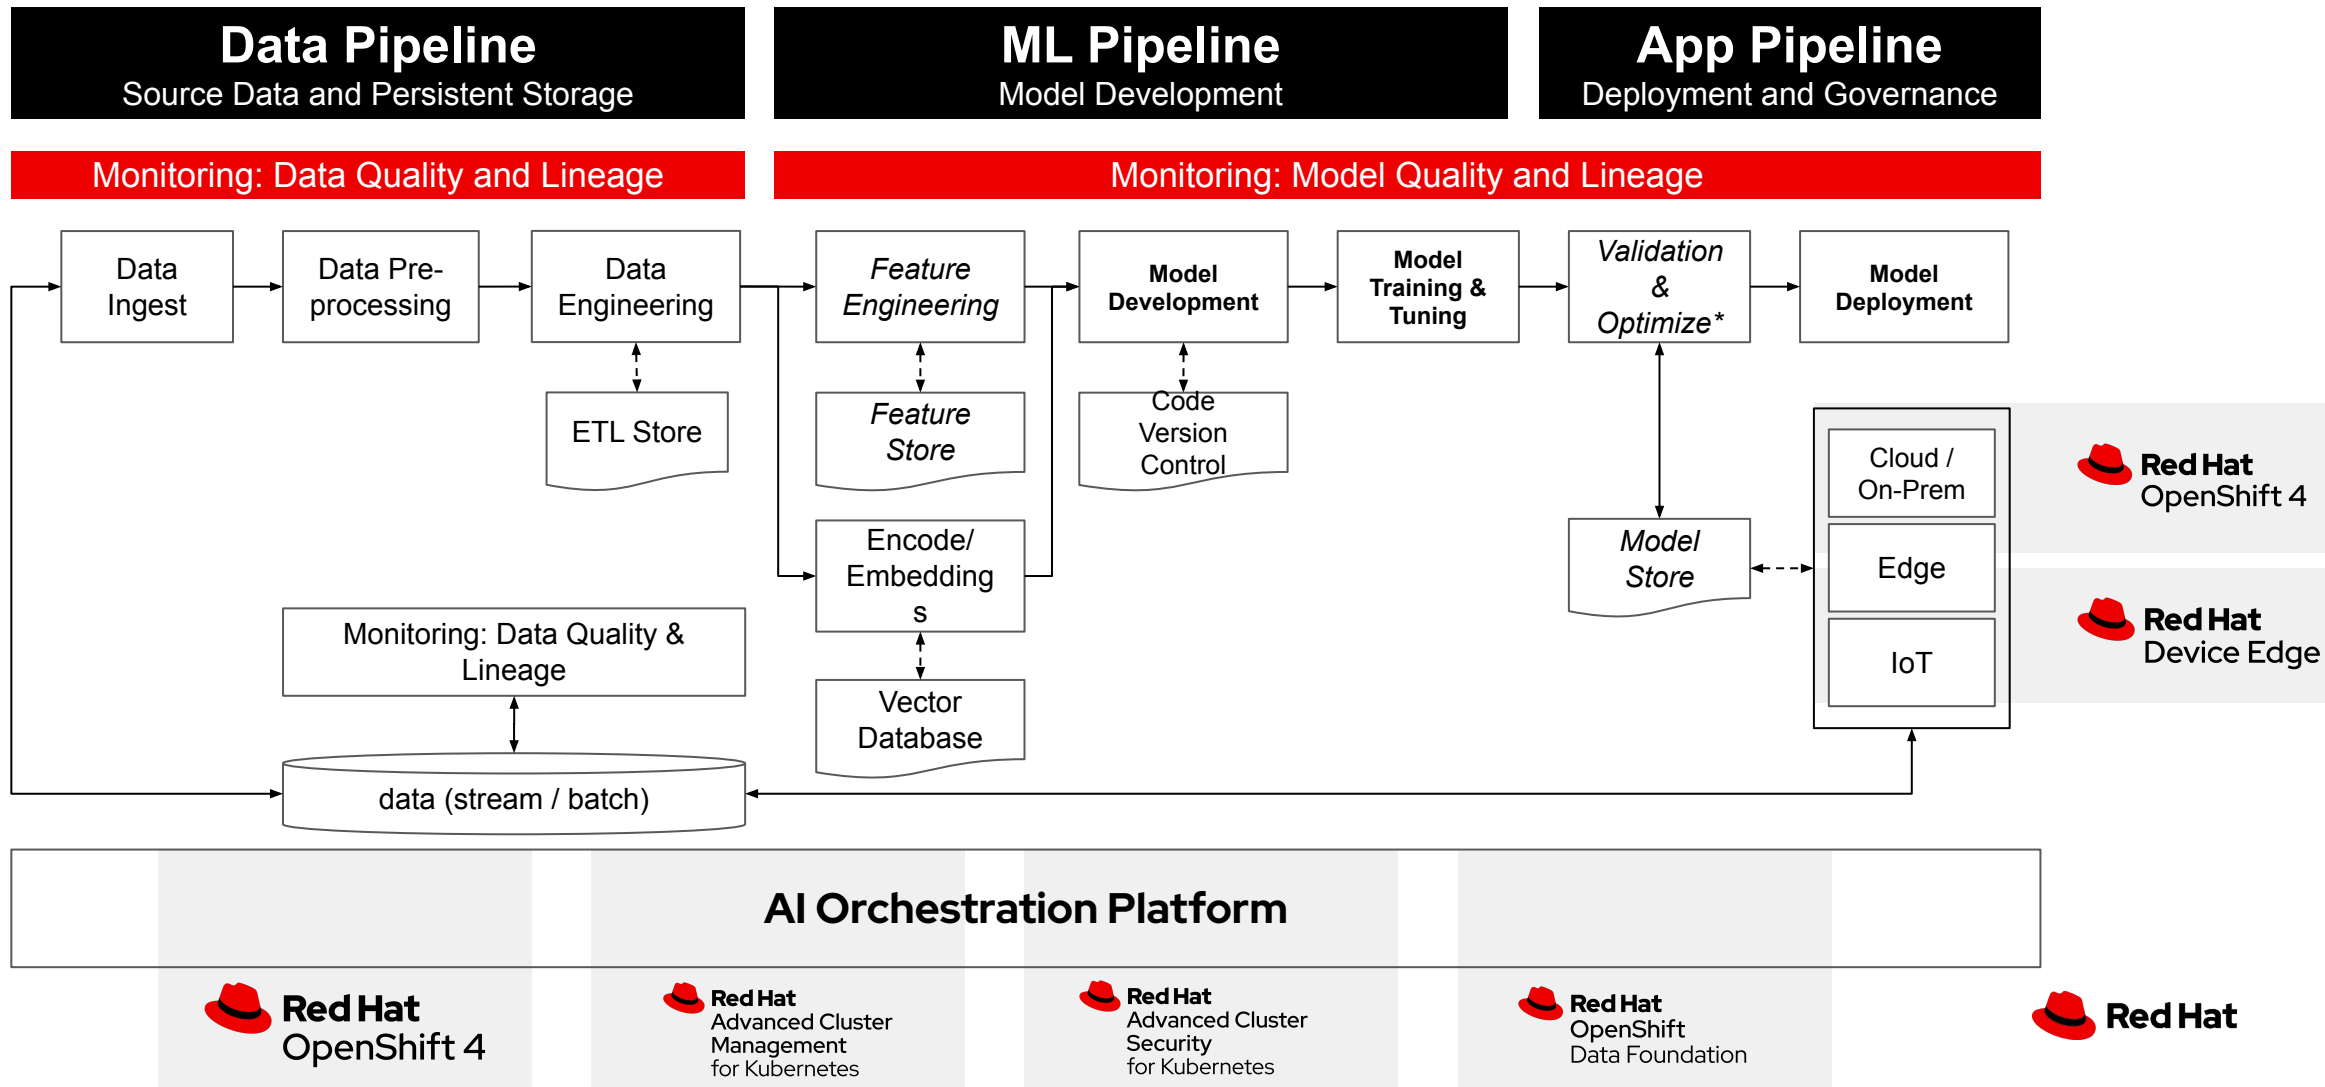 Data Pipeline
Source Data and Persistent Storage
ML Pipeline
Model Development
App Pipeline
Deployment and Governance
Monitoring: Data Quality and Lineage
Monitoring: Model Quality and Lineage
Data
Ingest
Data Pre-
processing
Data
Engineering
Feature
Engineering
Model
Development
Model
Training &
Tuning
Validation
&
Optimize*
Model
Deployment
ETL Store
Feature
Store
Code
Version
Control
Cloud /
On-Prem
Edge
IoT
Red Hat
OpenShift 4
Red Hat
Device Edge
Encode/
Embedding
s
Model
Store
Monitoring: Data Quality &
Lineage
Vector
Database
data (stream / batch)
AI Orchestration Platform
Red Hat
OpenShift 4
Red Hat
Advanced Cluster
Management
for Kubernetes
Red Hat
Advanced Cluster
Security
for Kubernetes
Red Hat
OpenShift
Data Foundation
Red Hat